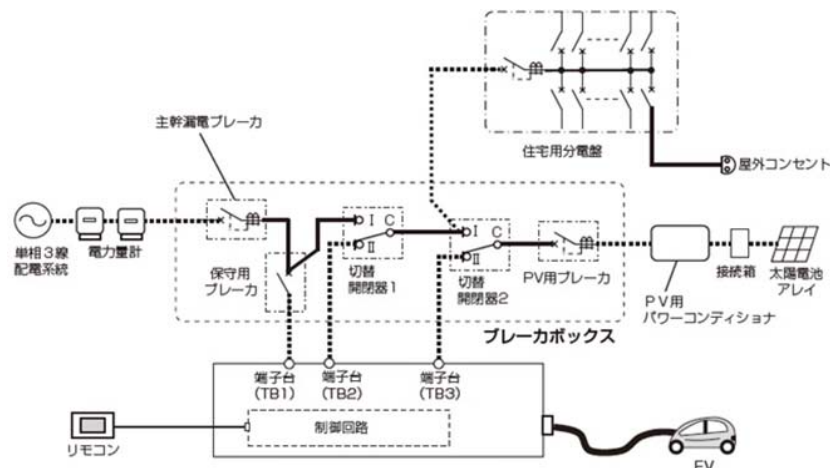 住宅用分電盤
屋外コンセント
主幹漏電ブレーカ
単相3線
配電系統
電力量計
保守用
ブレーカ
I C
II
切替
開閉器1
I C
II
切替
開閉器2
PV用ブレーカ
PV用
パワーコンディショナ
接続箱
太陽電池
アレイ
ブレーカボックス
端子台
(TB1)
端子台
(TB2)
端子台
(TB3)
制御回路
リモコン
EV